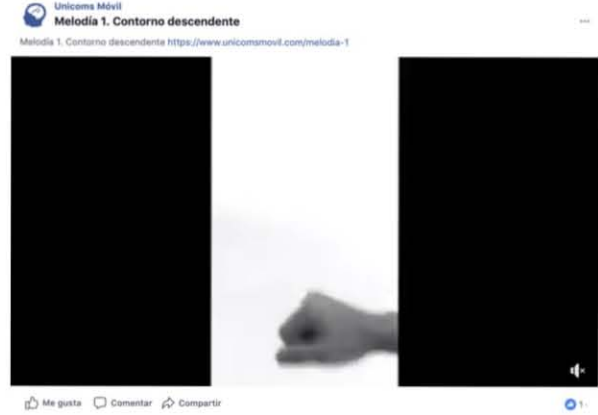 Unicoms Móvil
Melodía 1. Contorno descendente
Melodía 1. Contorno descendente https://www.unicomsmovil.com/melodia-1
Me gusta Comentar Compartir 1